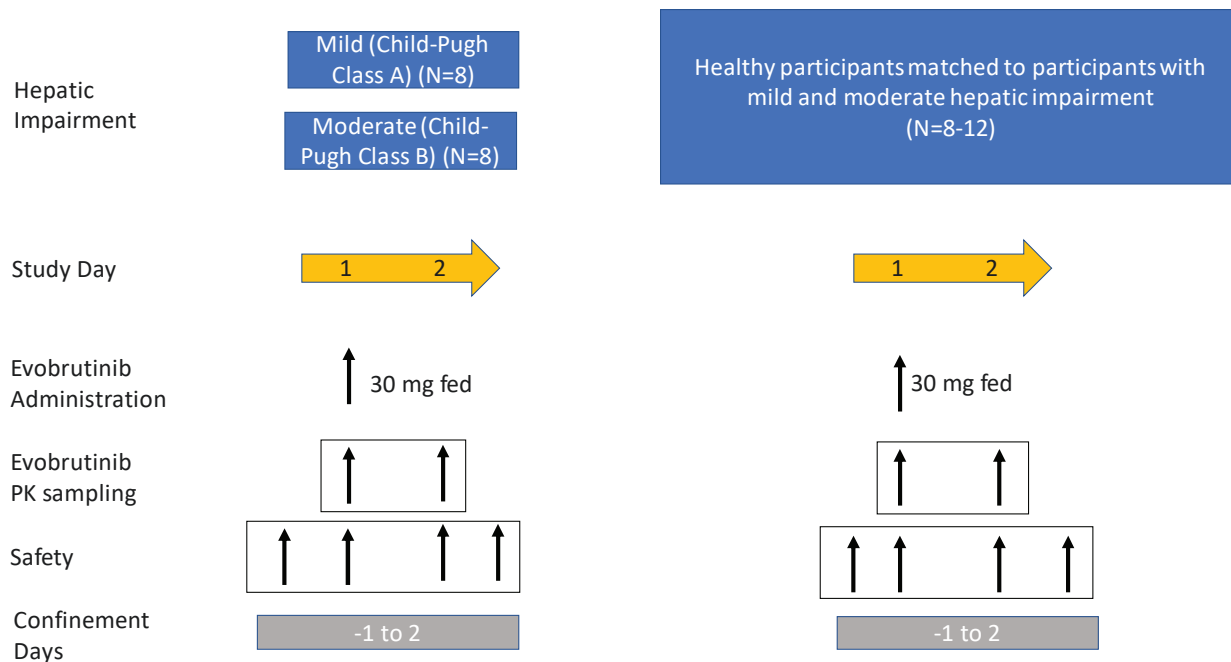 Hepatic
Impairment
Mild (Child-Pugh
Class A) (N=8)
Moderate (Child-
Pugh Class B) (N=8)
Healthy participants matched to participants with
mild and moderate hepatic impairment
(N=8-12)
Study Day
1 2
1 2
Evobrutinib
Administration
30 mg fed
30 mg fed
Evobrutinib
PK sampling
Safety
Confinement
Days
-1 to 2
-1 to 2